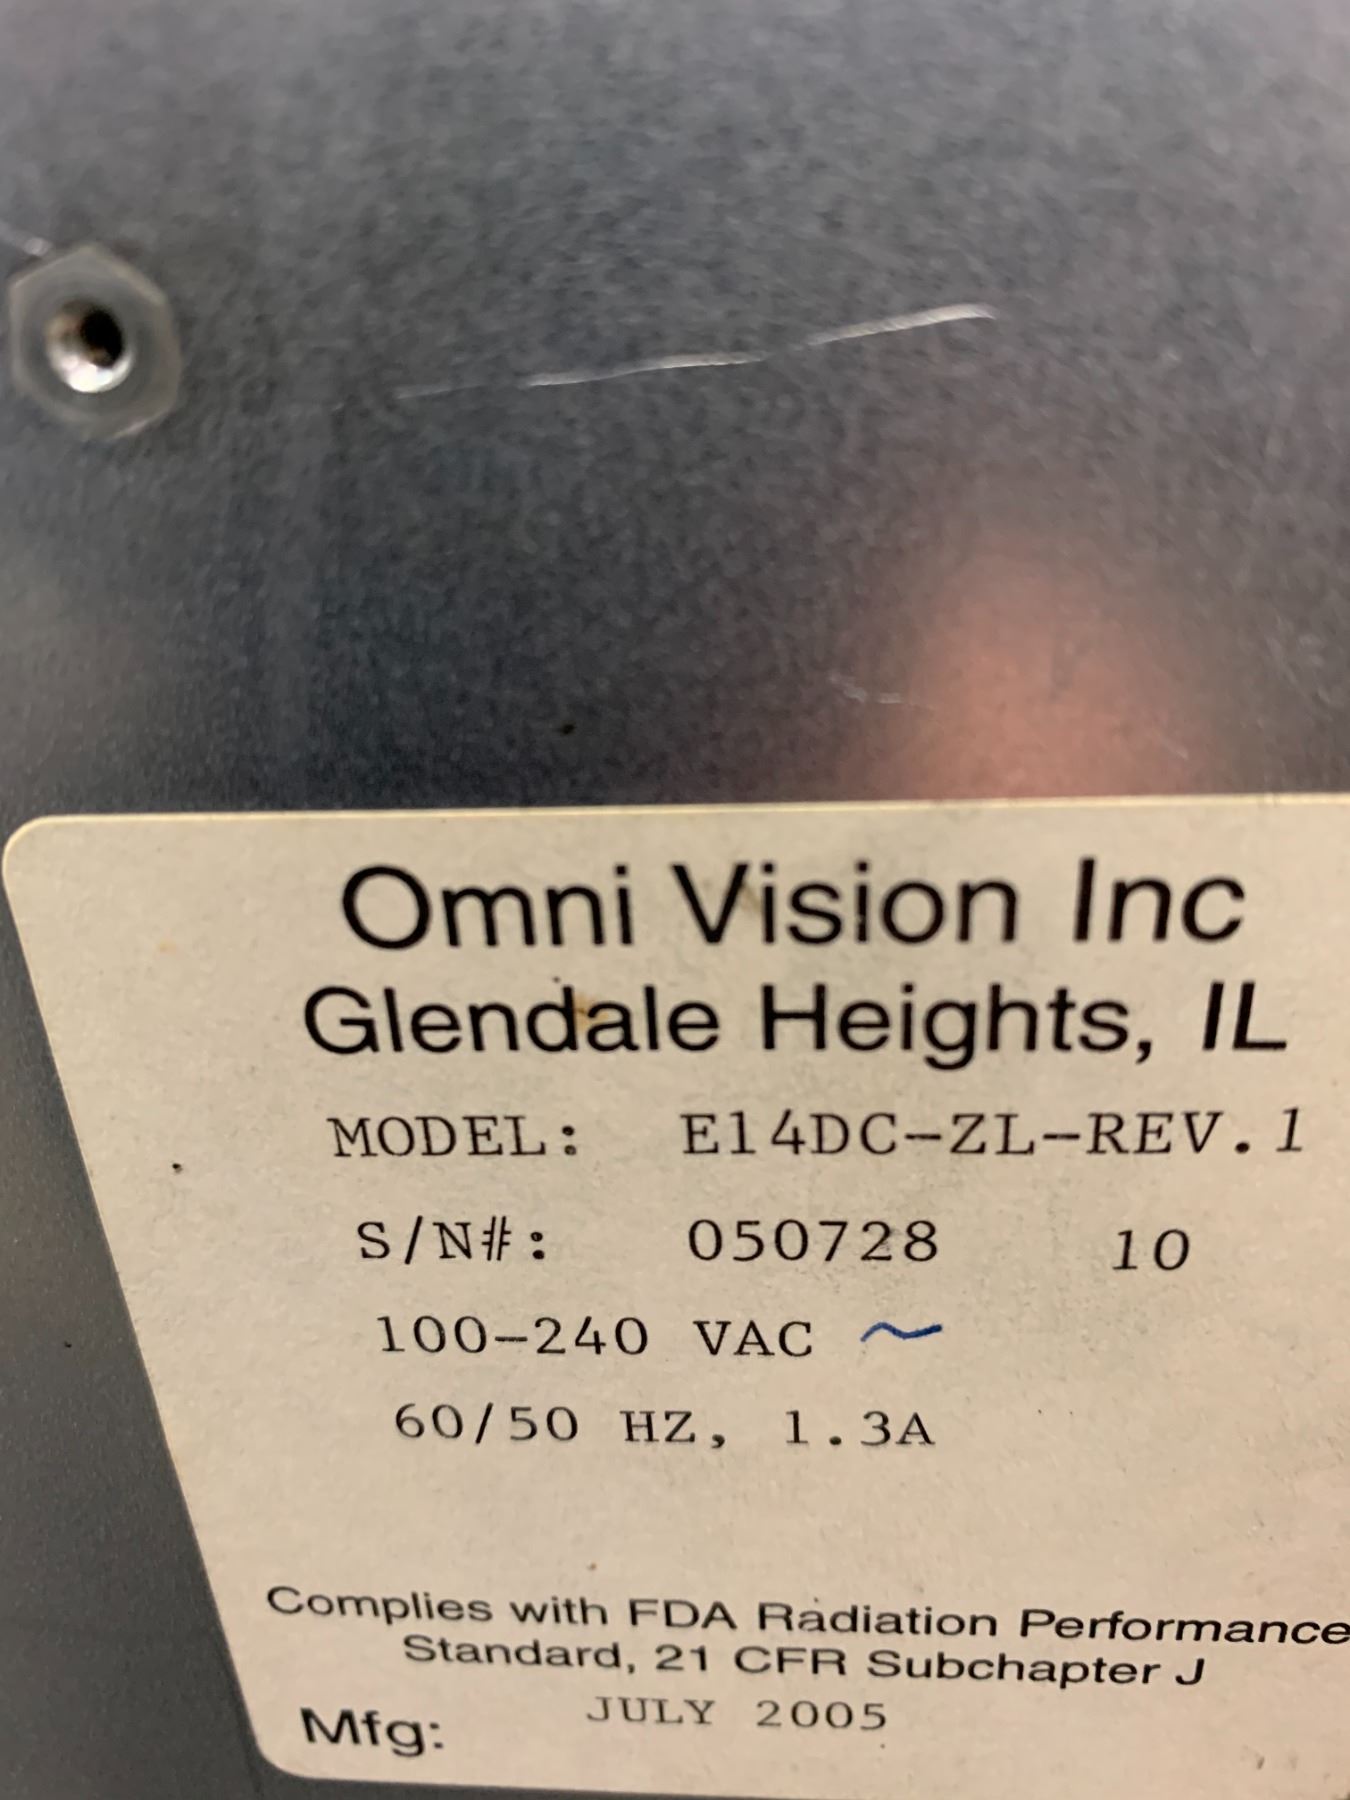 Omni Vision Inc
Glendale Heights, IL
MODEL: E14DC-ZL-REV.1
S/N#: 050728 10
100-240 VAC ~
60/50 HZ, 1.3A
Complies with FDA Radiation Performance
Standard, 21 CFR Subchapter J
Mfg: JULY 2005